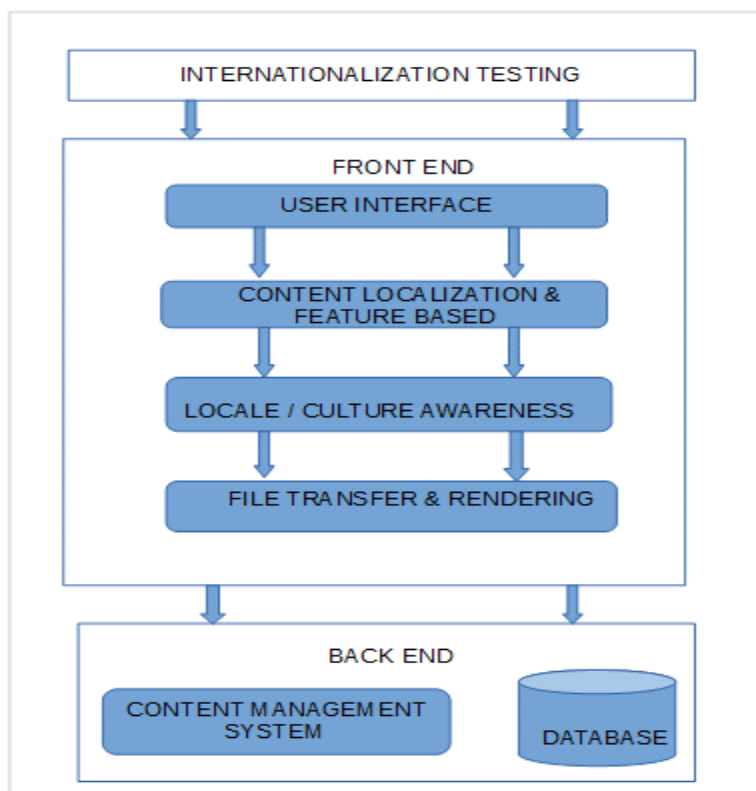 INTERNATIONALIZATION TESTING
FRONT END
USER INTERFACE
CONTENT LOCALIZATION &
FEATURE BASED
LOCALE / CULTURE AWARENESS
FILE TRANSFER & RENDERING
BACK END
CONTENT MANAGEMENT
SYSTEM
DATABASE